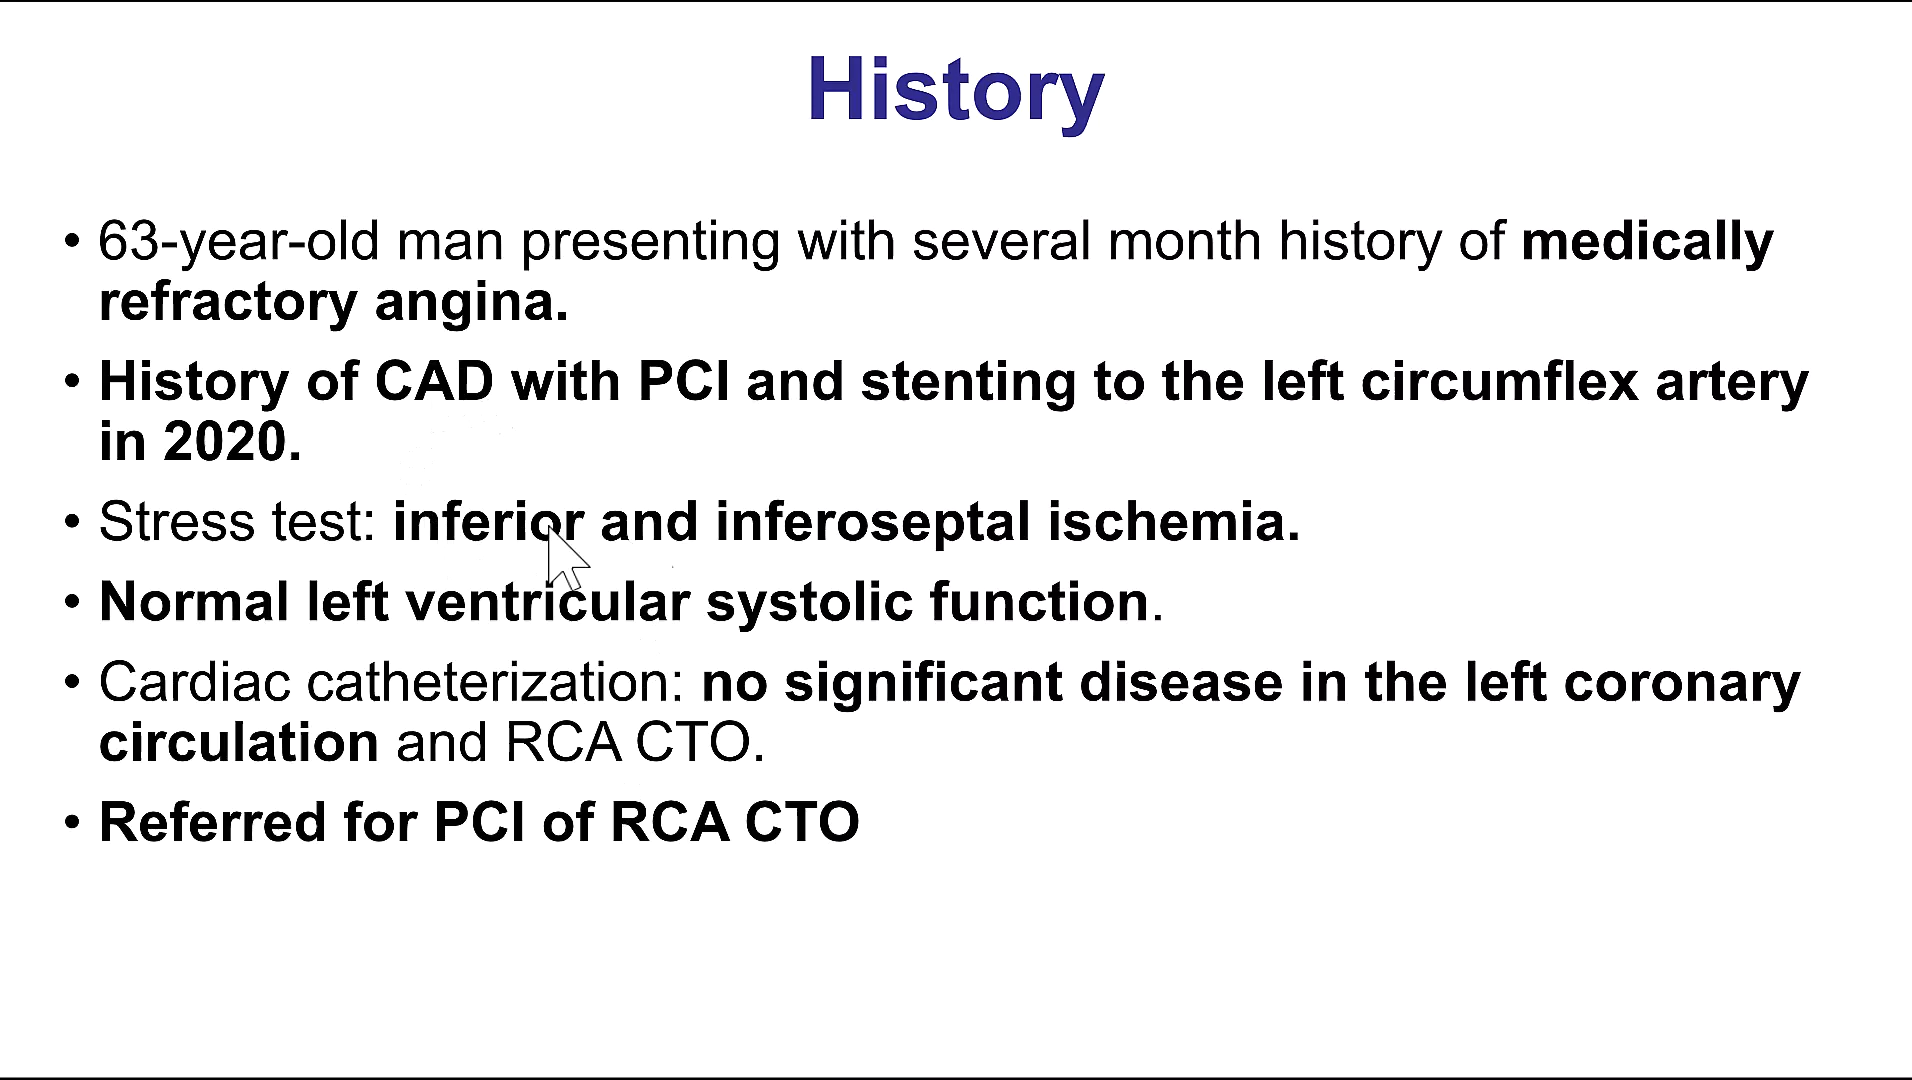 History
• 63-year-old man presenting with several month history of medically
refractory angina.
• History of CAD with PCI and stenting to the left circumflex artery
in 2020.
• Stress test: inferior and inferoseptal ischemia.
• Normal left ventricular systolic function.
• Cardiac catheterization: no significant disease in the left coronary
circulation and RCA CTO.
• Referred for PCI of RCA CTO